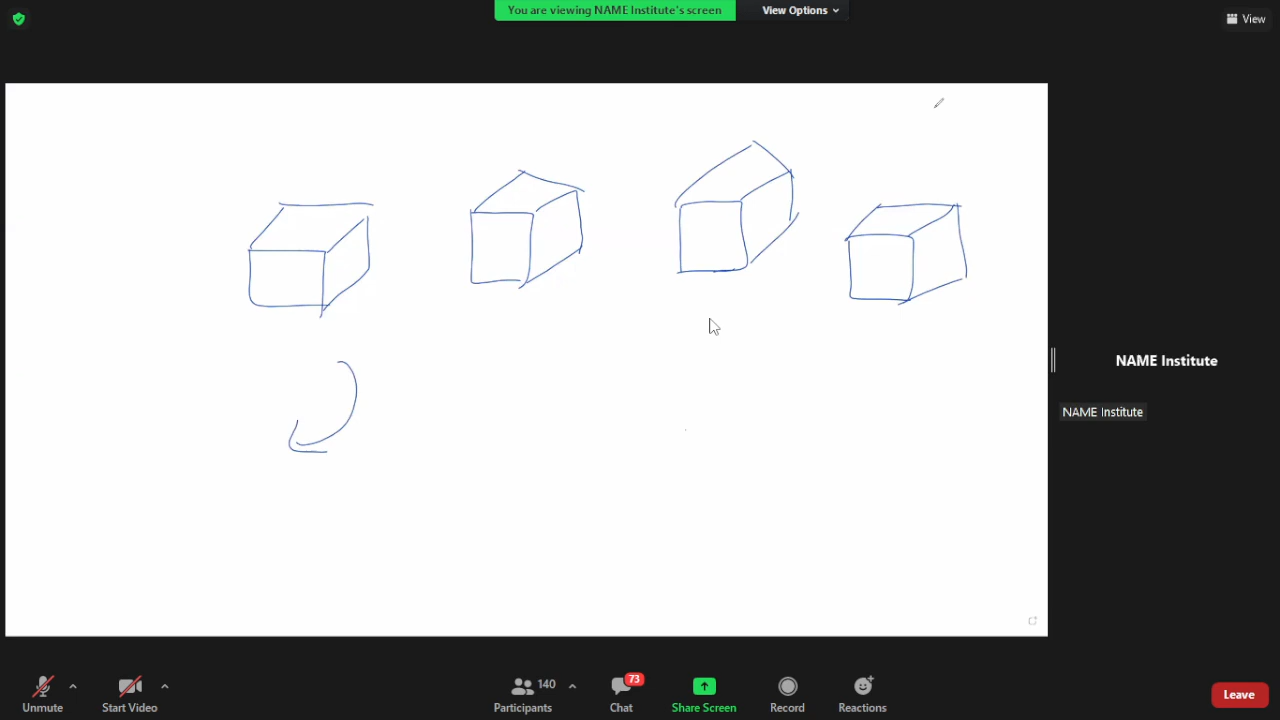 You are viewing NAME Institute's screen
View Options
View
NAME Institute
NAME Institute
140
73
Unmute
Start Video
Participants
Chat
Share Screen
Record
Reactions
Leave